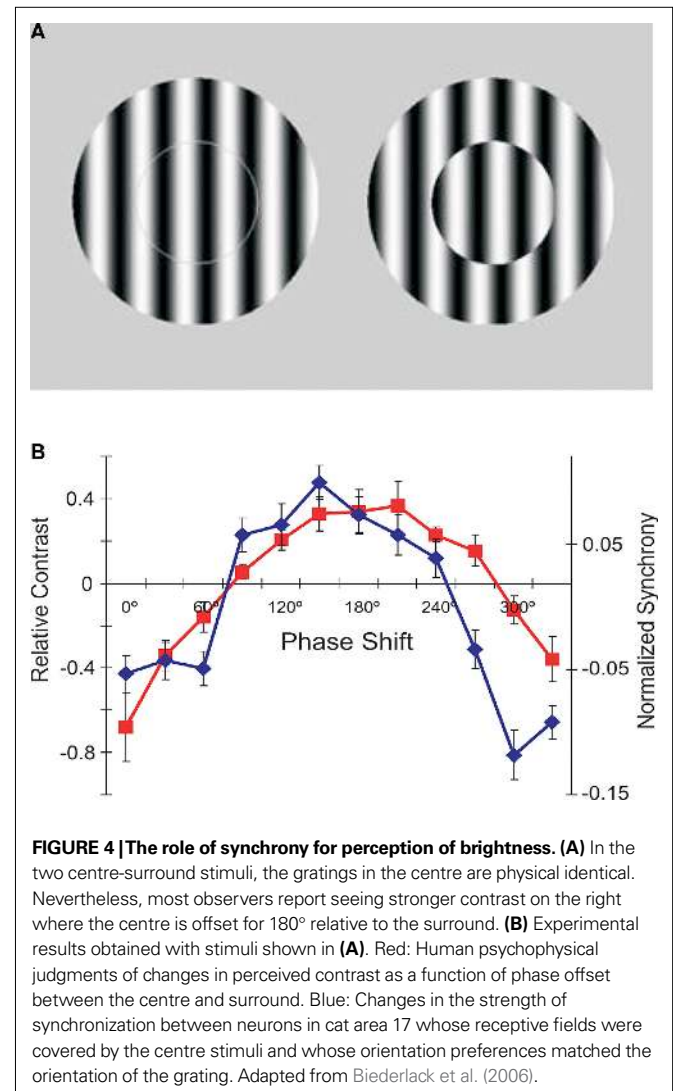 A
B
0.4
0
-0.4
-0.8
Relative Contrast
0°
60°
120°
180°
240°
300°
Phase Shift
0.05
-0.05
-0.15
Normalized Synchrony
FIGURE 4 | The role of synchrony for perception of brightness. (A) In the
two centre-surround stimuli, the gratings in the centre are physical identical.
Nevertheless, most observers report seeing stronger contrast on the right
where the centre is offset for 180° relative to the surround. (B) Experimental
results obtained with stimuli shown in (A). Red: Human psychophysical
judgments of changes in perceived contrast as a function of phase offset
between the centre and surround. Blue: Changes in the strength of
synchronization between neurons in cat area 17 whose receptive fields were
covered by the centre stimuli and whose orientation preferences matched the
orientation of the grating. Adapted from Biederlack et al. (2006).